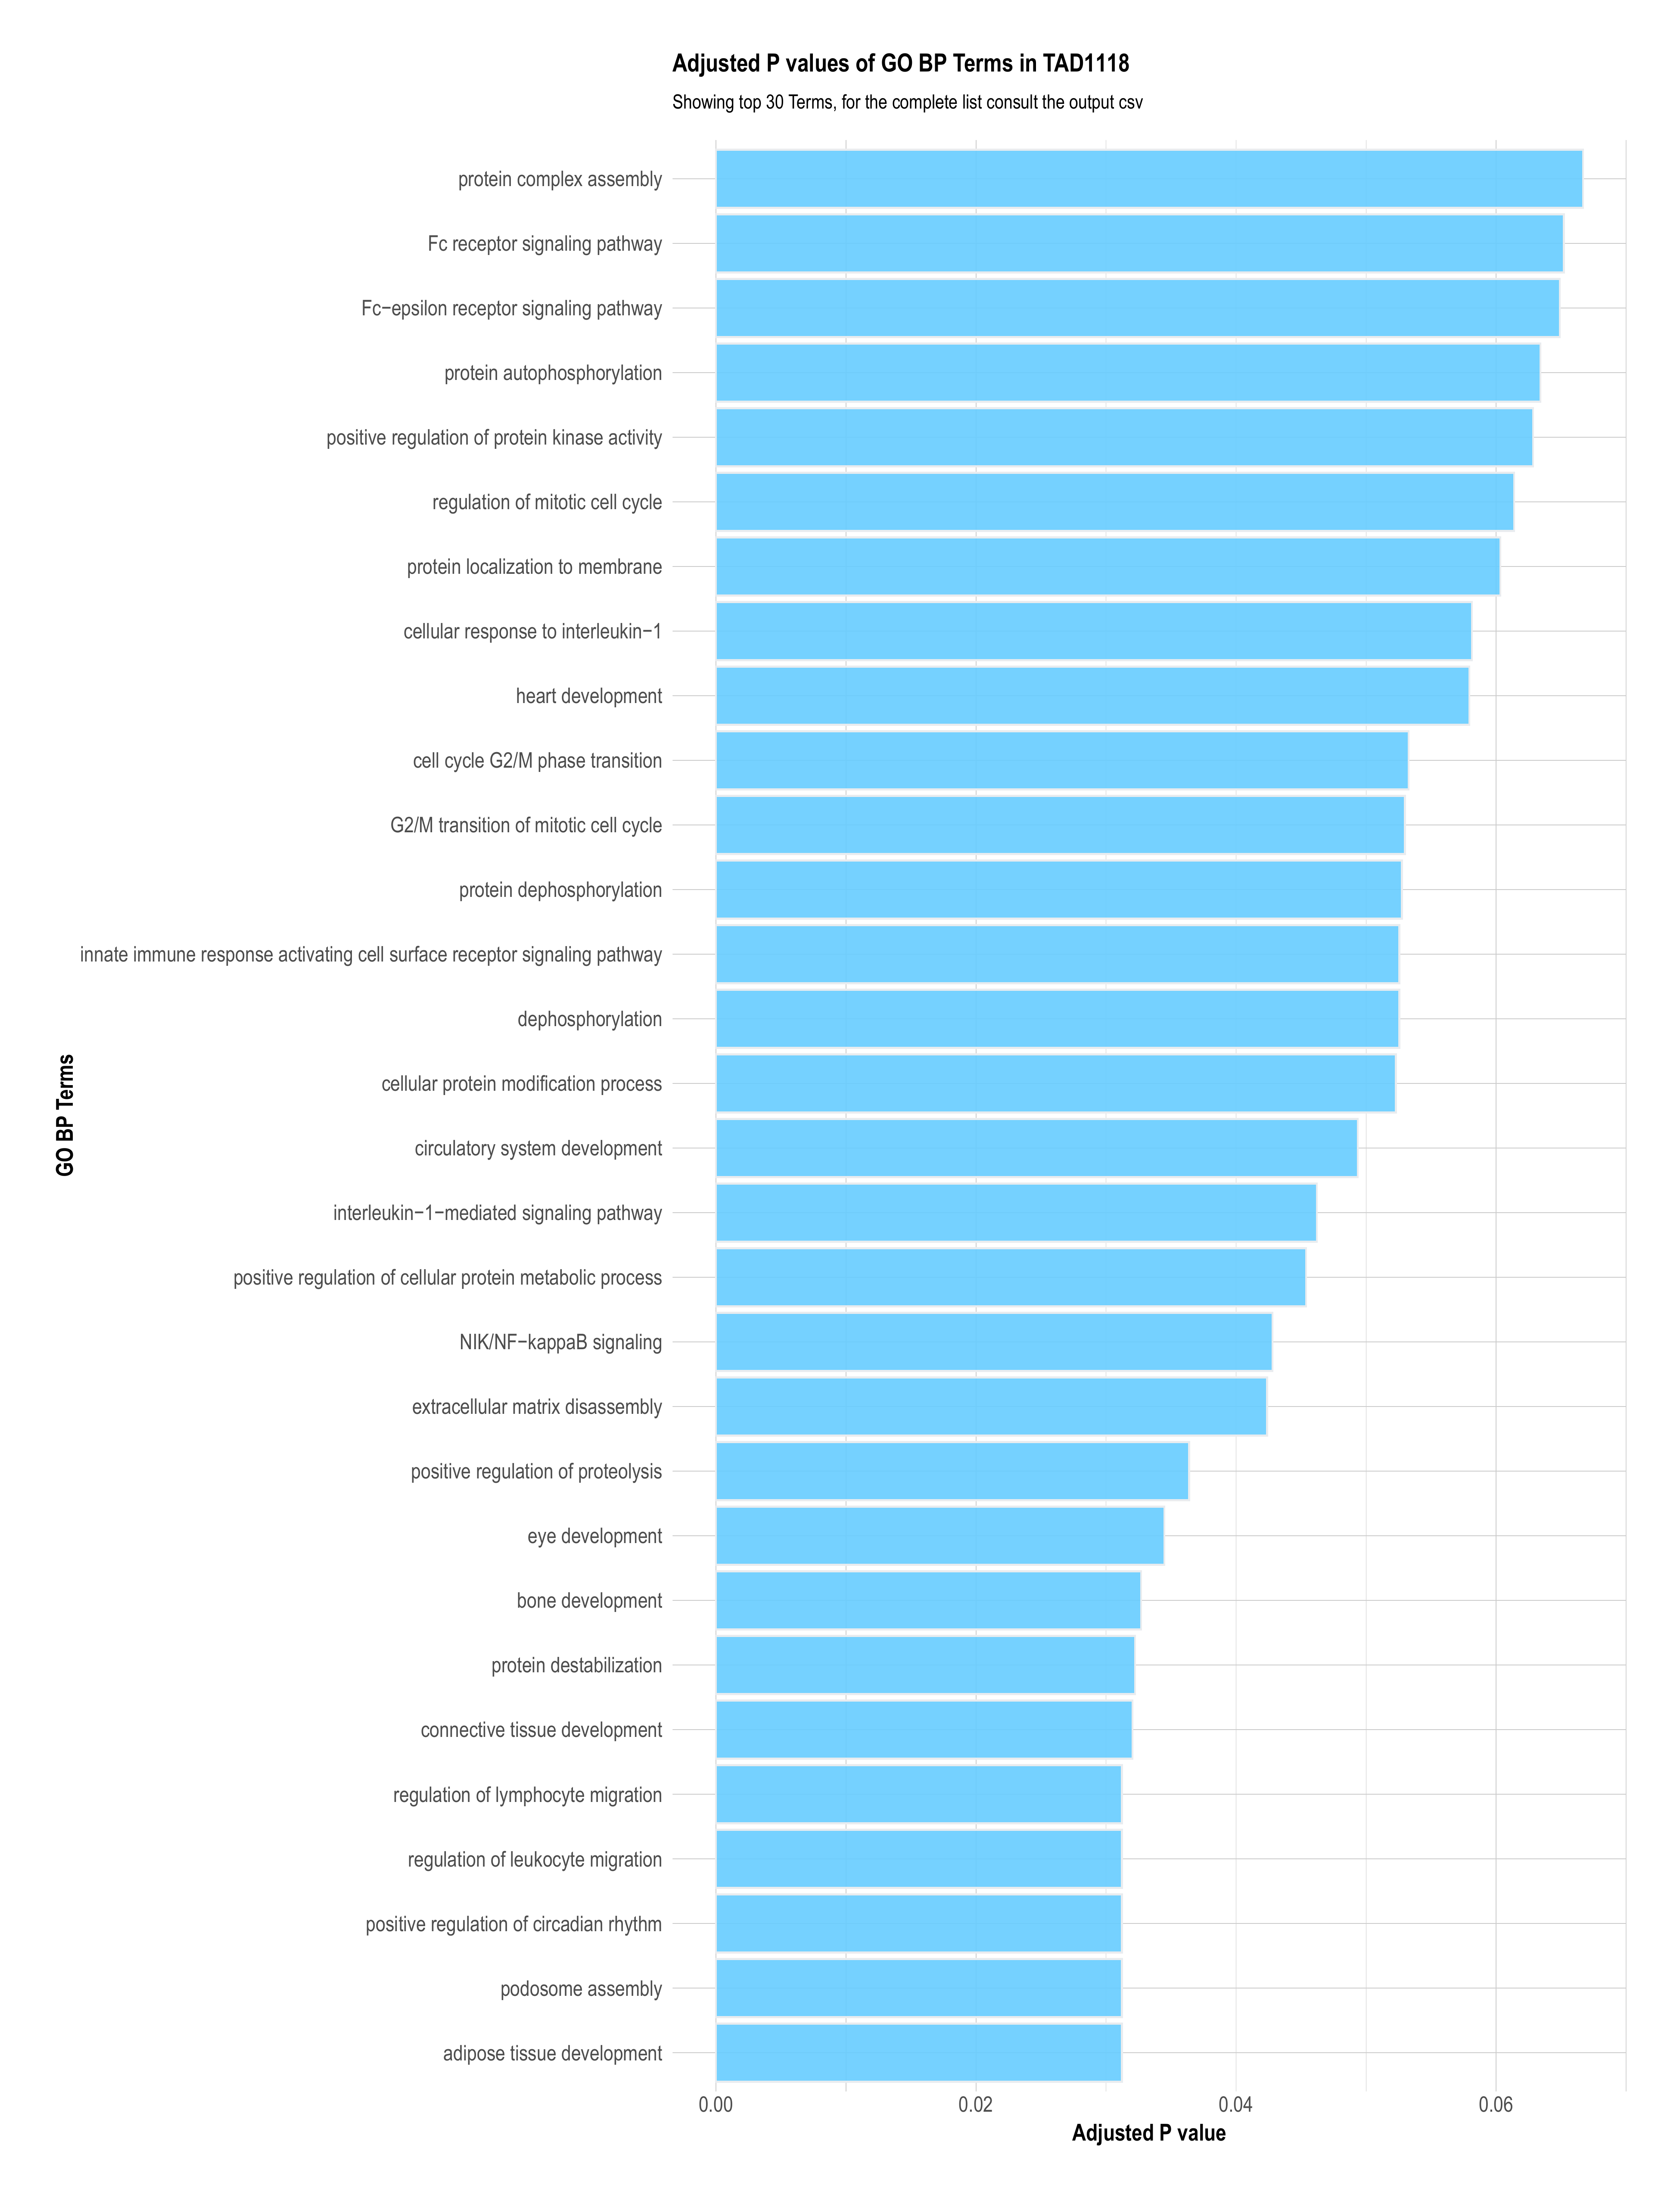 Adjusted P values of GO BP Terms in TAD1118
Showing top 30 Terms, for the complete list consult the output csv
protein complex assembly
Fc receptor signaling pathway
Fc−epsilon receptor signaling pathway
protein autophosphorylation
positive regulation of protein kinase activity
regulation of mitotic cell cycle
protein localization to membrane
cellular response to interleukin−1
heart development
cell cycle G2/M phase transition
G2/M transition of mitotic cell cycle
protein dephosphorylation
innate immune response activating cell surface receptor signaling pathway
dephosphorylation
cellular protein modification process
circulatory system development
interleukin−1−mediated signaling pathway
positive regulation of cellular protein metabolic process
NIK/NF−kappaB signaling
extracellular matrix disassembly
positive regulation of proteolysis
eye development
bone development
protein destabilization
connective tissue development
regulation of lymphocyte migration
regulation of leukocyte migration
positive regulation of circadian rhythm
podosome assembly
adipose tissue development
GO BP Terms
0.00 0.02 0.04 0.06
Adjusted P value